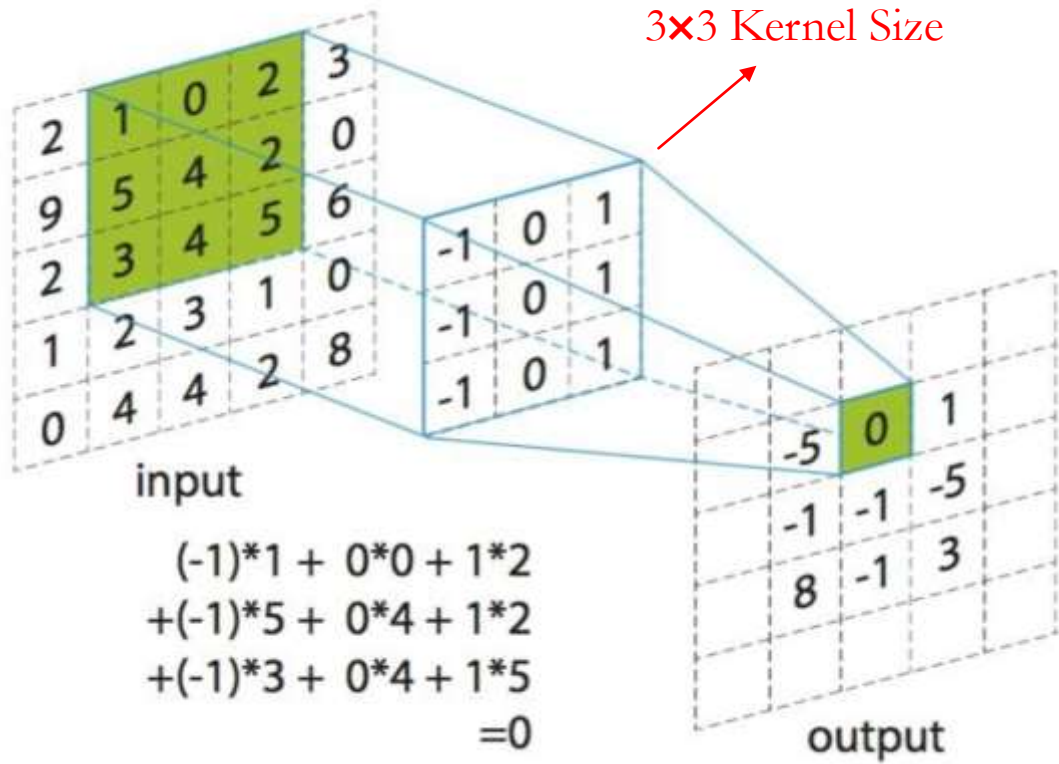 3×3 Kernel Size
2 1 0 2 3
9 5 4 2 0
2 3 4 5 6
1 2 3 1 0
0 4 4 2 8
input
-1 0 1
-1 0 1
-1 0 1
-5 0 1
-1 -1 -5
8 -1 3
output
(-1)*1 + 0*0 + 1*2
+(-1)*5 + 0*4 + 1*2
+(-1)*3 + 0*4 + 1*5
=0